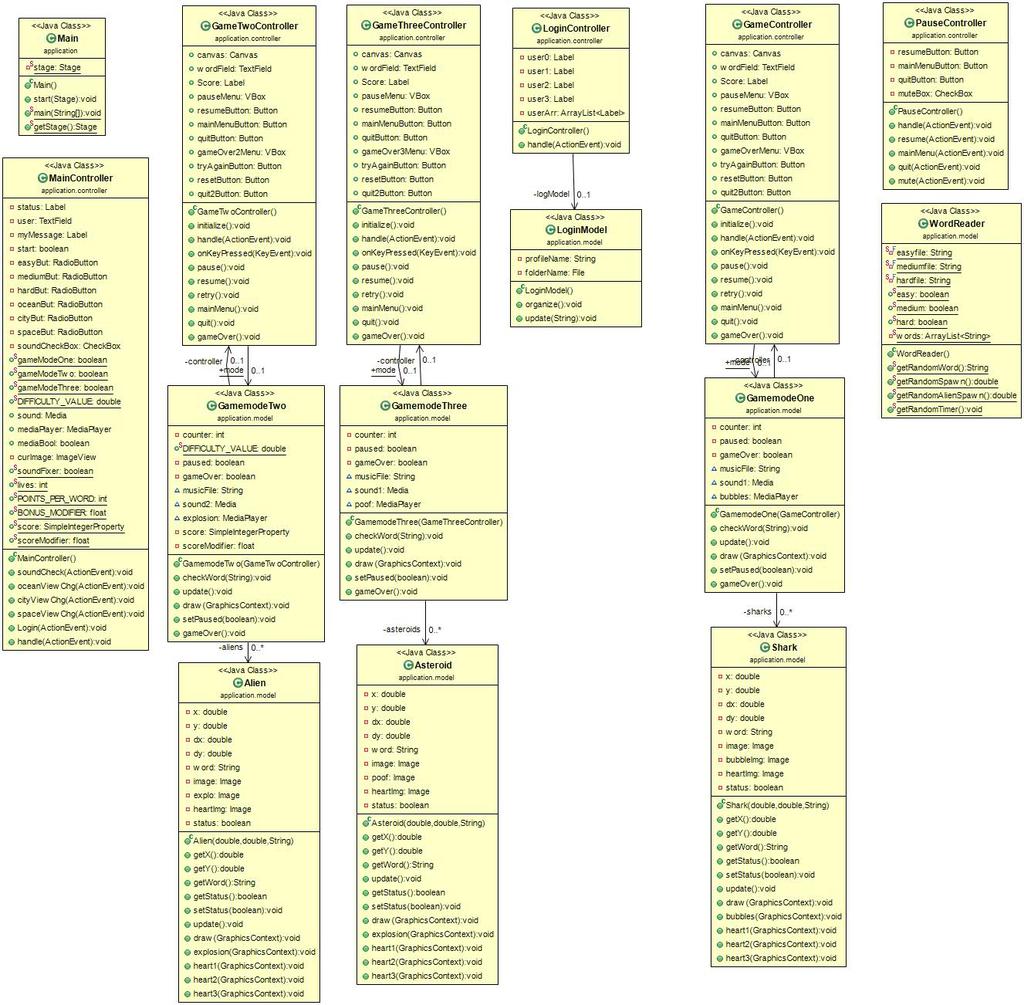 <<Java Class>>
Main
application
stage: Stage
Main()
start(Stage):void
main(String[]):void
getStage():Stage
<<Java Class>>
MainController
application.controller
status: Label
user: TextField
myMessage: Label
start: boolean
easyBut: RadioButton
mediumBut: RadioButton
hardBut: RadioButton
oceanBut: RadioButton
cityBut: RadioButton
spaceBut: RadioButton
soundCheckBox: CheckBox
gameModeOne: boolean
gameModeTwo: boolean
gameModeThree: boolean
DIFFICULTY_VALUE: double
sound: Media
mediaPlayer: MediaPlayer
mediaBool: boolean
curImage: ImageView
soundFixer: boolean
lives: int
POINTS_PER_WORD: int
BONUS_MODIFIER: float
score: SimpleIntegerProperty
scoreModifier: float
MainController()
soundCheck(ActionEvent):void
oceanViewChg(ActionEvent):void
cityViewChg(ActionEvent):void
spaceViewChg(ActionEvent):void
Login(ActionEvent):void
handle(ActionEvent):void
<<Java Class>>
GameTwoController
application.controller
canvas: Canvas
wordField: TextField
Score: Label
pauseMenu: VBox
resumeButton: Button
mainMenuButton: Button
quitButton: Button
gameOver2Menu: VBox
tryAgainButton: Button
resetButton: Button
quit2Button: Button
GameTwoController()
initialize():void
handle(ActionEvent):void
onKeyPressed(KeyEvent):void
pause():void
resume():void
retry():void
mainMenu():void
quit():void
gameOver():void
-controller 0..1
+mode 0..1
<<Java Class>>
GamemodeTwo
application.model
counter: int
DIFFICULTY_VALUE: double
paused: boolean
gameOver: boolean
musicFile: String
sound2: Media
explosion: MediaPlayer
score: SimpleIntegerProperty
scoreModifier: float
GamemodeTwo(GameTwoController)
checkWord(String):void
update():void
draw(GraphicsContext):void
setPaused(boolean):void
gameOver():void
-aliens 0..*
<<Java Class>>
Alien
application.model
x: double
y: double
dx: double
dy: double
word: String
image: Image
explo: Image
heartImg: Image
status: boolean
Alien(double,double,String)
getX():double
getY():double
getWord():String
getStatus():boolean
setStatus(boolean):void
update():void
draw(GraphicsContext):void
explosion(GraphicsContext):void
heart1(GraphicsContext):void
heart2(GraphicsContext):void
heart3(GraphicsContext):void
<<Java Class>>
GameThreeController
application.controller
canvas: Canvas
wordField: TextField
Score: Label
pauseMenu: VBox
resumeButton: Button
mainMenuButton: Button
quitButton: Button
gameOver3Menu: VBox
tryAgainButton: Button
resetButton: Button
quit2Button: Button
GameThreeController()
initialize():void
handle(ActionEvent):void
onKeyPressed(KeyEvent):void
pause():void
resume():void
retry():void
mainMenu():void
quit():void
gameOver():void
-controller 0..1
+mode 0..1
<<Java Class>>
GamemodeThree
application.model
counter: int
paused: boolean
gameOver: boolean
musicFile: String
sound1: Media
poof: MediaPlayer
GamemodeThree(GameThreeController)
checkWord(String):void
update():void
draw(GraphicsContext):void
setPaused(boolean):void
gameOver():void
-asteroids 0..*
<<Java Class>>
Asteroid
application.model
x: double
y: double
dx: double
dy: double
word: String
image: Image
poof: Image
heartImg: Image
status: boolean
Asteroid(double,double,String)
getX():double
getY():double
getWord():String
update():void
getStatus():boolean
setStatus(boolean):void
draw(GraphicsContext):void
explosion(GraphicsContext):void
heart1(GraphicsContext):void
heart2(GraphicsContext):void
heart3(GraphicsContext):void
<<Java Class>>
LoginController
application.controller
user0: Label
user1: Label
user2: Label
user3: Label
userArr: ArrayList<Label>
LoginController()
handle(ActionEvent):void
-logModel 0..1
<<Java Class>>
LoginModel
application.model
profileName: String
folderName: File
LoginModel()
organize():void
update(String):void
<<Java Class>>
GameController
application.controller
canvas: Canvas
wordField: TextField
Score: Label
pauseMenu: VBox
resumeButton: Button
mainMenuButton: Button
quitButton: Button
gameOverMenu: VBox
tryAgainButton: Button
resetButton: Button
quit2Button: Button
GameController()
initialize():void
handle(ActionEvent):void
onKeyPressed(KeyEvent):void
pause():void
resume():void
retry():void
mainMenu():void
quit():void
gameOver():void
-controller 0..1
+mode 0..1
<<Java Class>>
GamemodeOne
application.model
counter: int
paused: boolean
gameOver: boolean
musicFile: String
sound1: Media
bubbles: MediaPlayer
GamemodeOne(GameController)
checkWord(String):void
update():void
draw(GraphicsContext):void
setPaused(boolean):void
gameOver():void
-sharks 0..*
<<Java Class>>
Shark
application.model
x: double
y: double
dx: double
dy: double
word: String
image: Image
bubbleImg: Image
heartImg: Image
status: boolean
Shark(double,double,String)
getX():double
getY():double
getWord():String
getStatus():boolean
setStatus(boolean):void
update():void
draw(GraphicsContext):void
bubbles(GraphicsContext):void
heart1(GraphicsContext):void
heart2(GraphicsContext):void
heart3(GraphicsContext):void
<<Java Class>>
PauseController
application.controller
resumeButton: Button
mainMenuButton: Button
quitButton: Button
muteBox: CheckBox
PauseController()
handle(ActionEvent):void
resume(ActionEvent):void
mainMenu(ActionEvent):void
quit(ActionEvent):void
mute(ActionEvent):void
<<Java Class>>
WordReader
application.model
easyfile: String
mediumfile: String
hardfile: String
easy: boolean
medium: boolean
hard: boolean
words: ArrayList<String>
WordReader()
getRandomWord():String
getRandomSpawn():double
getRandomAlienSpawn():double
getRandomTimer():void